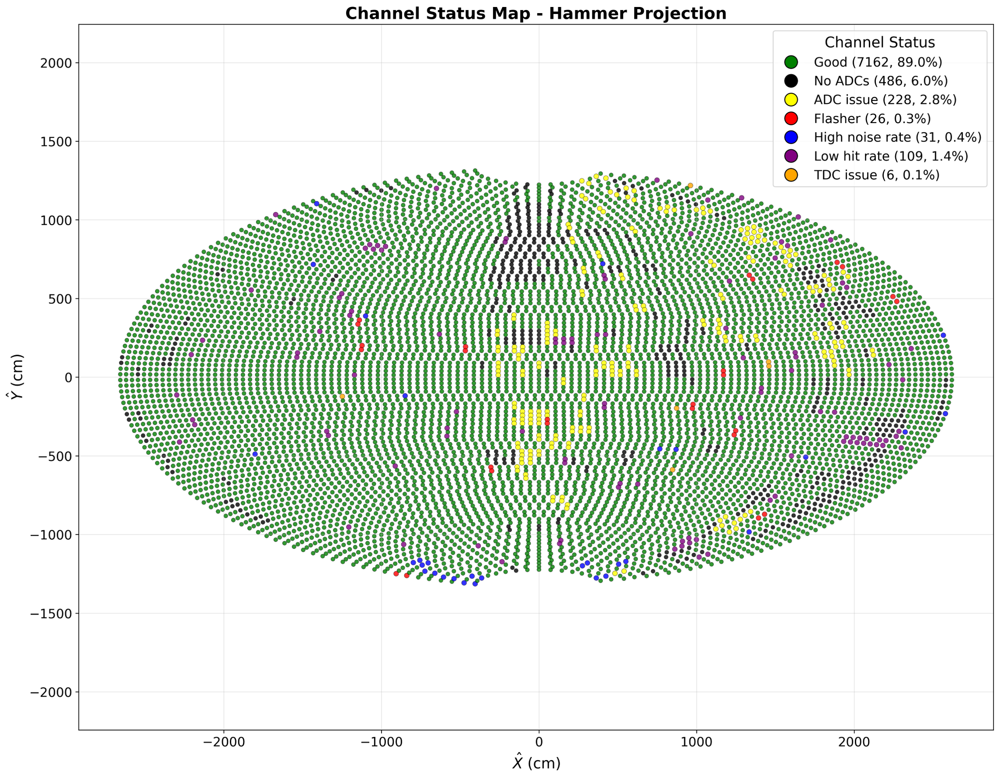 Channel Status Map - Hammer Projection
Channel Status
Good (7162, 89.0%)
No ADCs (486, 6.0%)
ADC issue (228, 2.8%)
Flasher (26, 0.3%)
High noise rate (31, 0.4%)
Low hit rate (109, 1.4%)
TDC issue (6, 0.1%)
2000
1500
1000
500
0
−500
−1000
−1500
−2000
Ŷ (cm)
−2000
−1000
0
1000
2000
X̂ (cm)